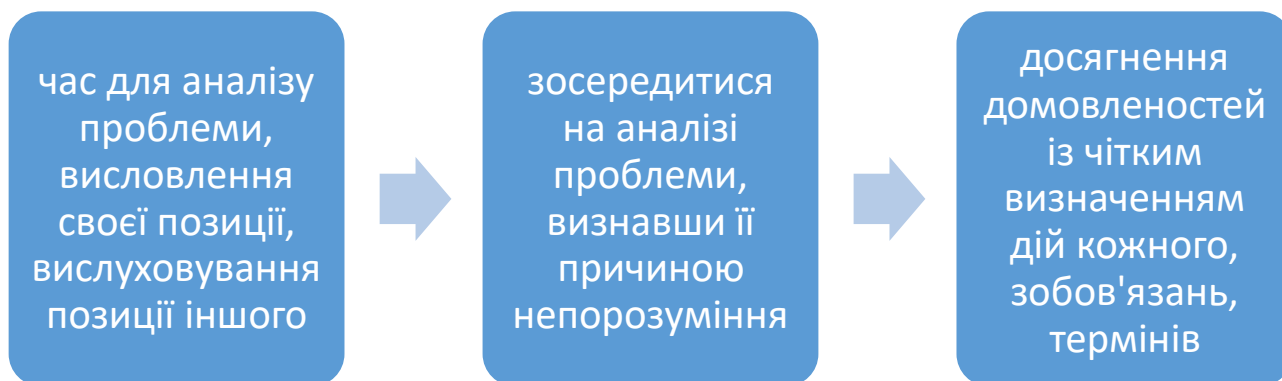 час для аналізу
проблеми,
висловлення
своєї позиції,
вислуховування
позиції іншого
зосередитися
на аналізі
проблеми,
визнавши її
причиною
непорозуміння
досягнення
домовленостей
із чітким
визначенням
дій кожного,
зобов'язань,
термінів